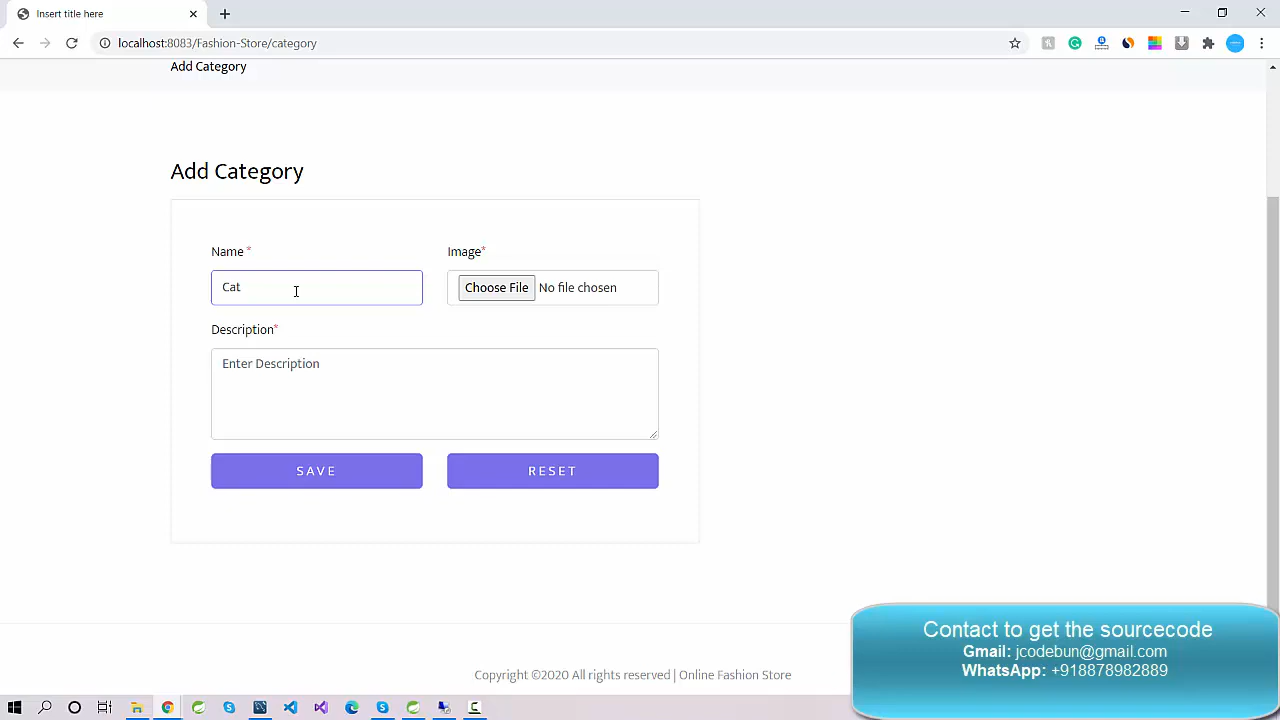 Insert title here
localhost:8083/Fashion-Store/category
Add Category
Add Category
Name *
Image*
Cat
Choose File No file chosen
Description*
Enter Description
SAVE
RESET
Contact to get the sourcecode
Gmail: jcodebun@gmail.com
WhatsApp: +918878982889
Copyright ©2020 All rights reserved | Online Fashion Store